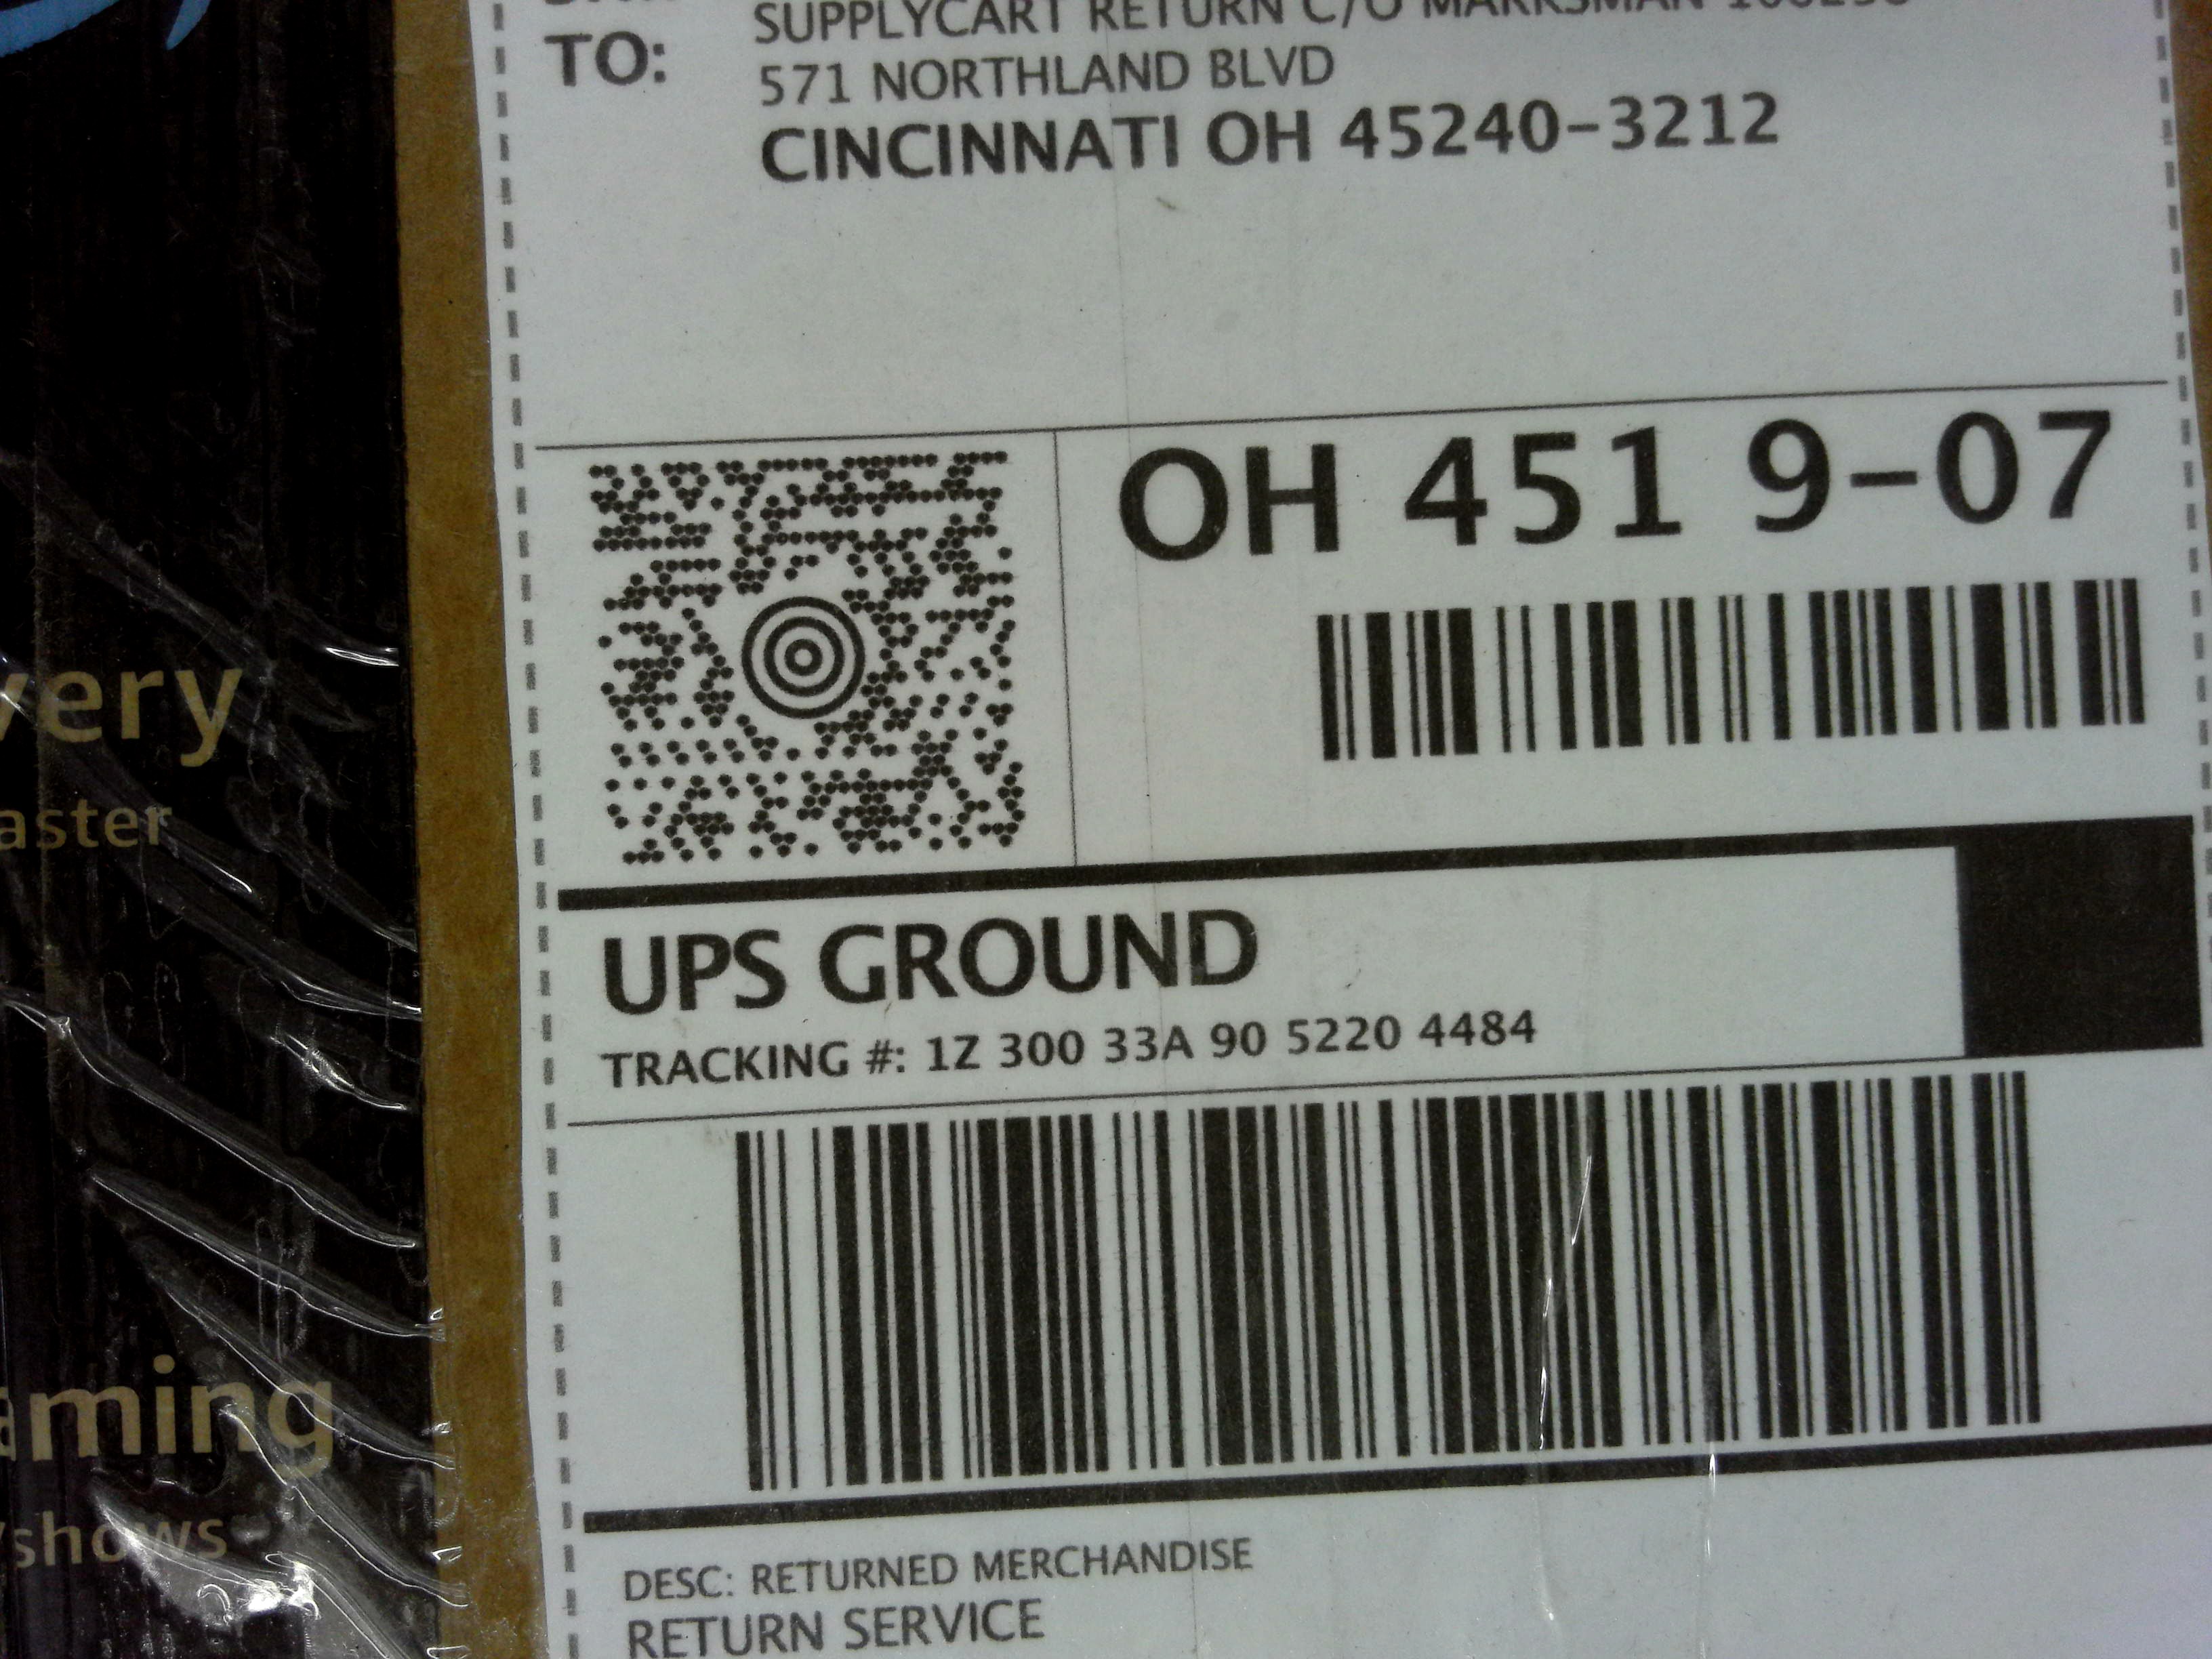 TO:
SUPPLYCART RETURN C/O MARKSMAN
571 NORTHLAND BLVD
CINCINNATI OH 45240-3212
OH 451 9-07
UPS GROUND
TRACKING #: 1Z 300 33A 90 5220 4484
DESC: RETURNED MERCHANDISE
RETURN SERVICE
very
aster
aming
/shows